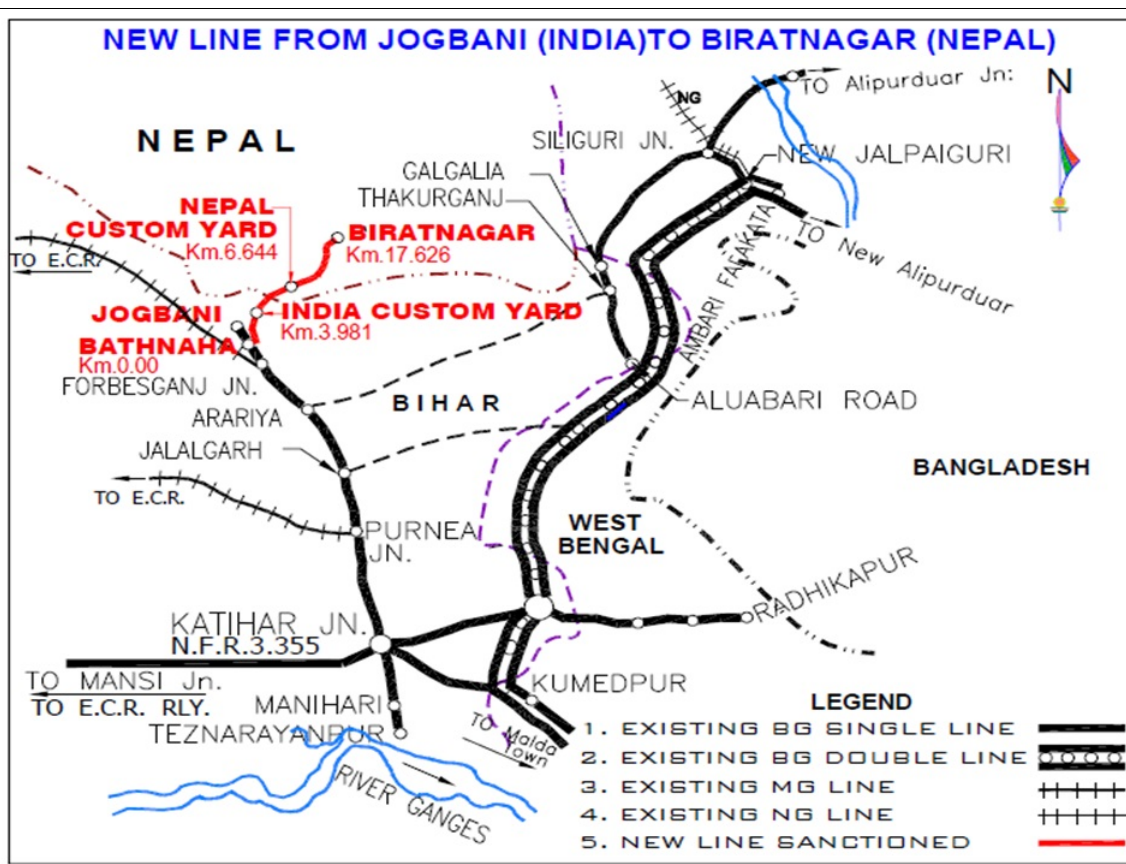 NEW LINE FROM JOGBANI (INDIA)TO BIRATNAGAR (NEPAL)
TO Alipurduar Jn:
N
NG
NEPAL
SILIGURI JN.
NEW JALPAIGURI
GALGALIA
THAKURGANJ
NEPAL
CUSTOM YARD
Km.6.644
BIRATNAGAR
Km.17.626
TO New Alipurduar
TO E.C.R.
AMBARI FALAKATA
JOGBANI
INDIA CUSTOM YARD
Km.3.981
BATHNAHA
Km.0.00
FORBESGANJ JN.
ARARIYA
BIHAR
ALUABARI ROAD
JALALGARH
BANGLADESH
TO E.C.R.
PURNEA
JN.
WEST
BENGAL
RADHIKAPUR
KATIHAR JN.
N.F.R.3.355
TO MANSI Jn.
TO E.C.R. RLY.
KUMEDPUR
MANIHARI
TEZNARAYANPUR
TO Malda
Town
RIVER GANGES
LEGEND
1. EXISTING BG SINGLE LINE
2. EXISTING BG DOUBLE LINE
3. EXISTING MG LINE
4. EXISTING NG LINE
5. NEW LINE SANCTIONED